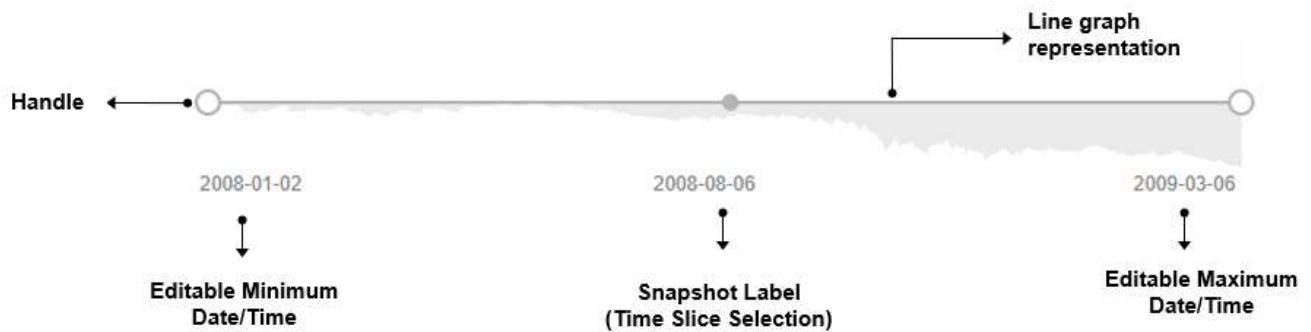 Line graph
representation
Handle
2008-01-02
2008-08-06
2009-03-06
Editable Minimum
Date/Time
Snapshot Label
(Time Slice Selection)
Editable Maximum
Date/Time